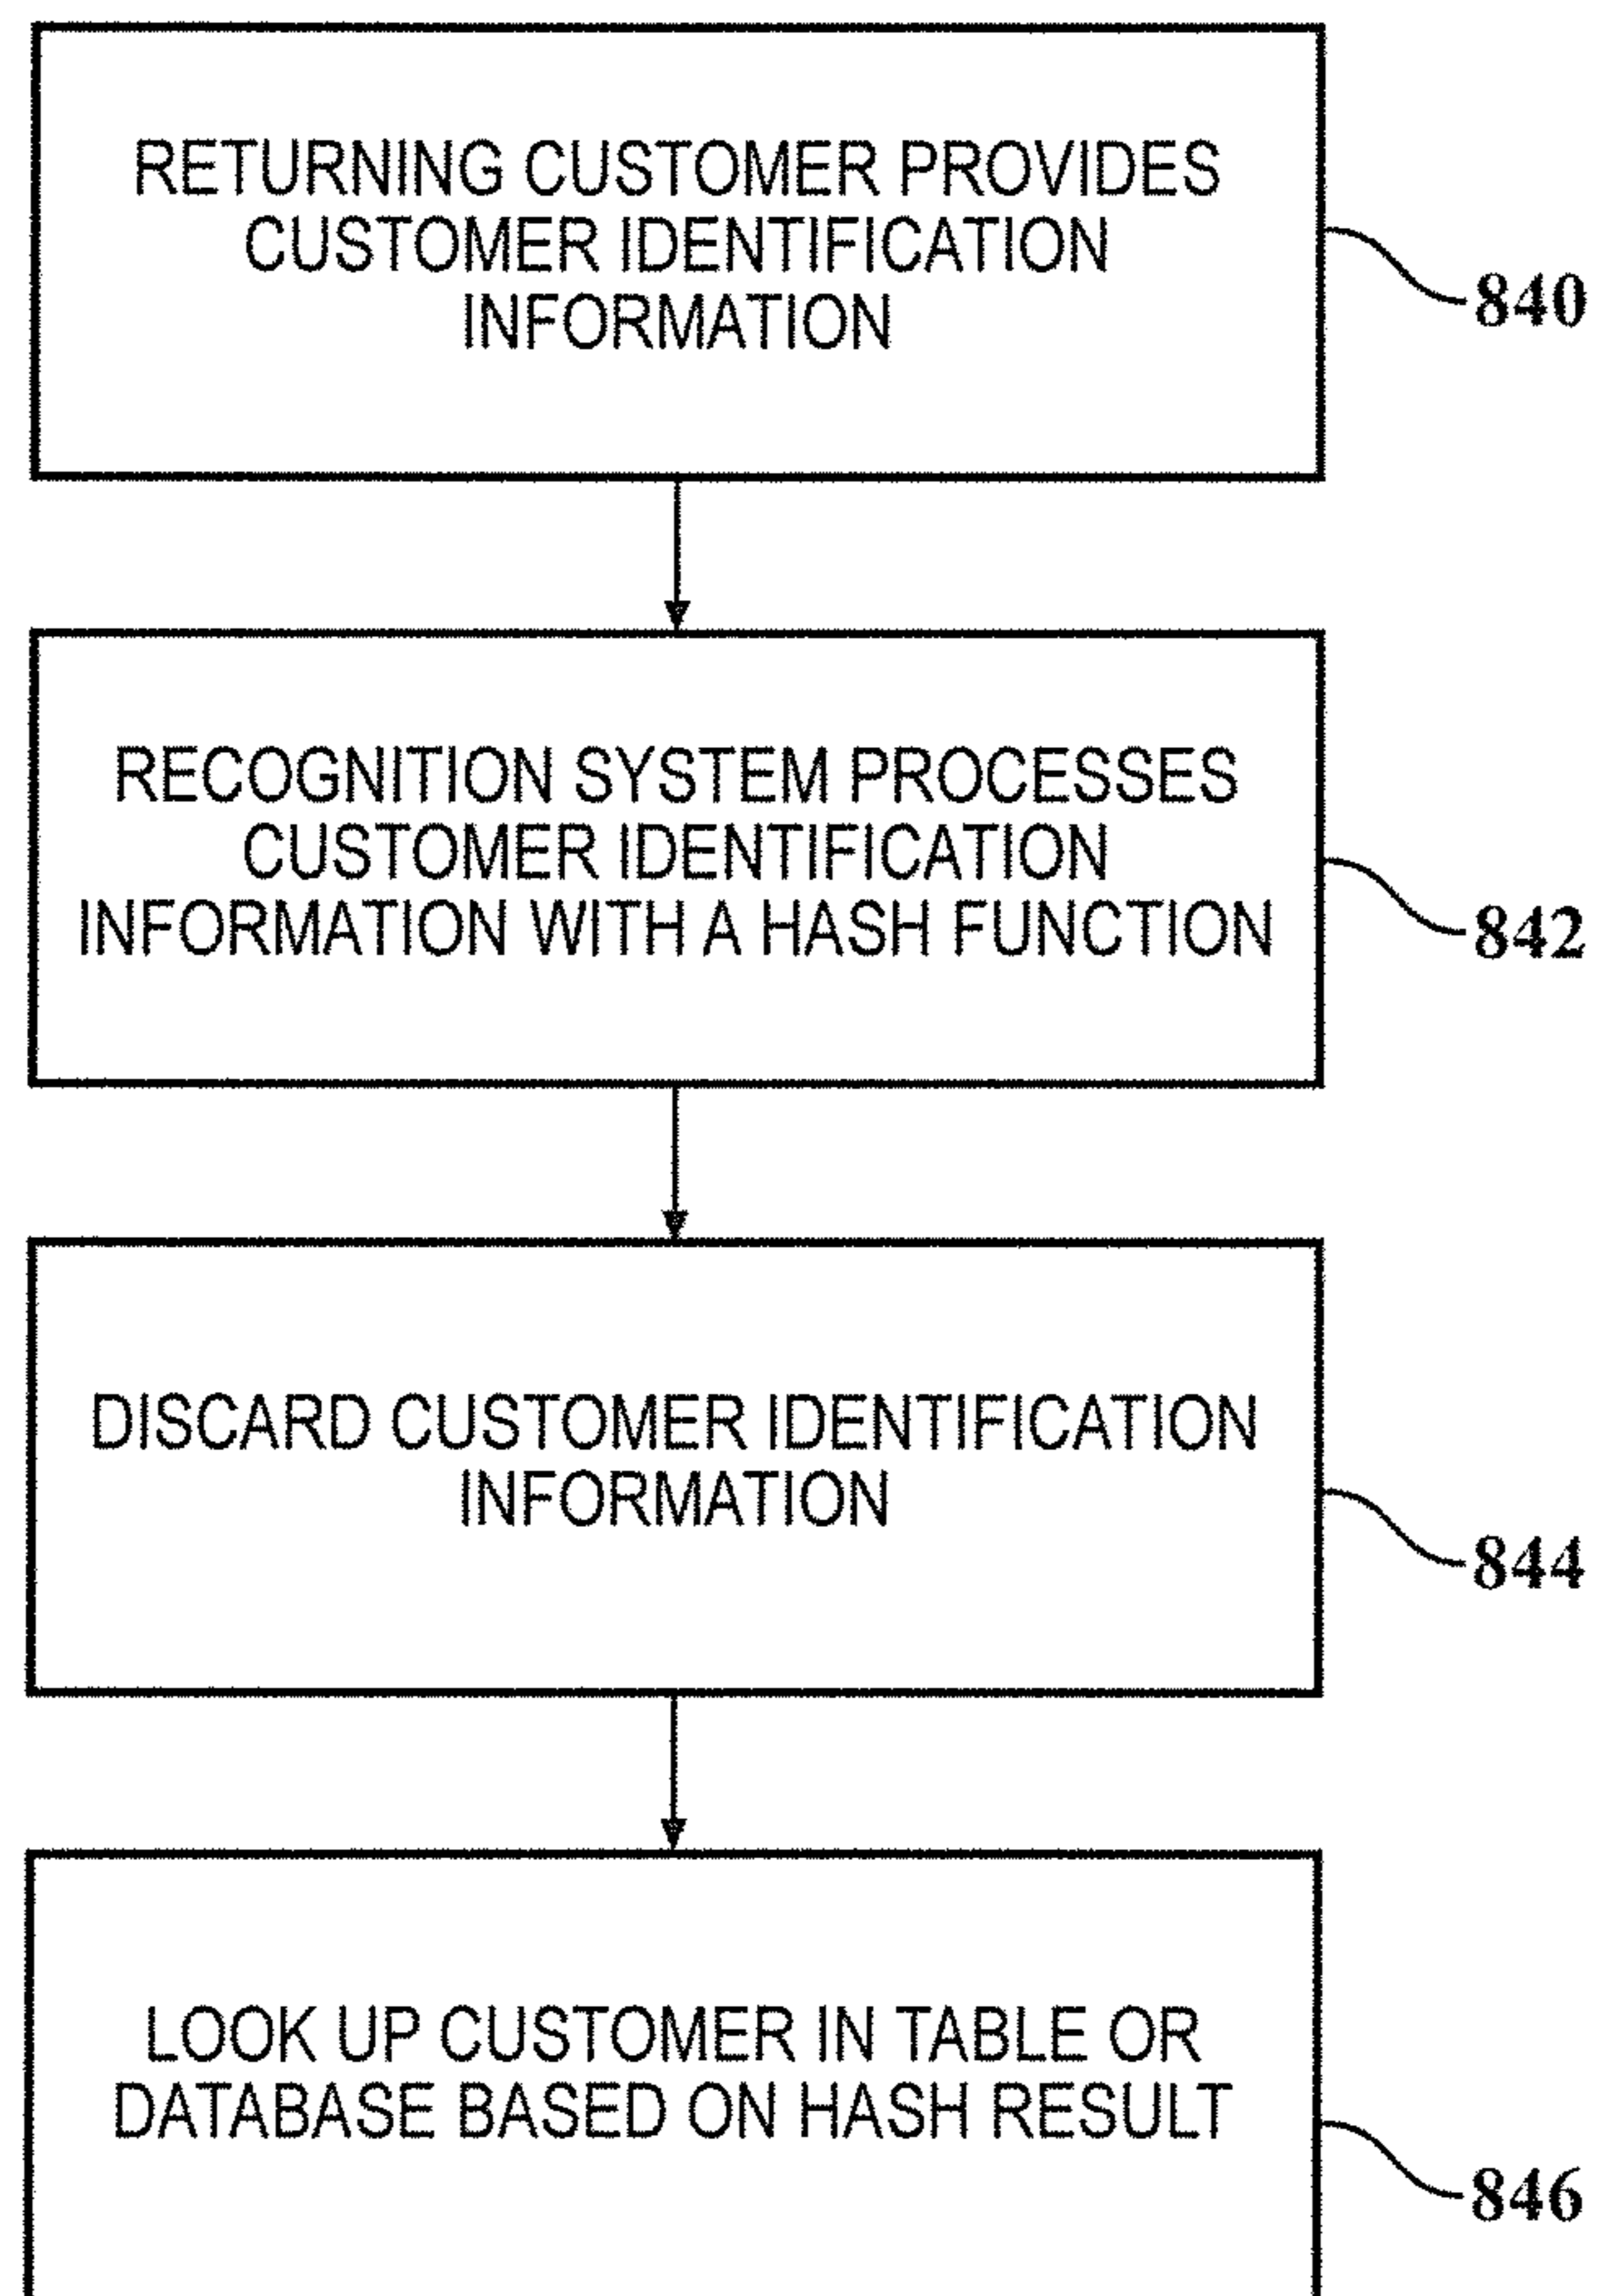 RETURNING CUSTOMER PROVIDES
CUSTOMER IDENTIFICATION
INFORMATION
840
RECOGNITION SYSTEM PROCESSES
CUSTOMER IDENTIFICATION
INFORMATION WITH A HASH FUNCTION
842
DISCARD CUSTOMER IDENTIFICATION
INFORMATION
844
LOOK UP CUSTOMER IN TABLE OR
DATABASE BASED ON HASH RESULT
846